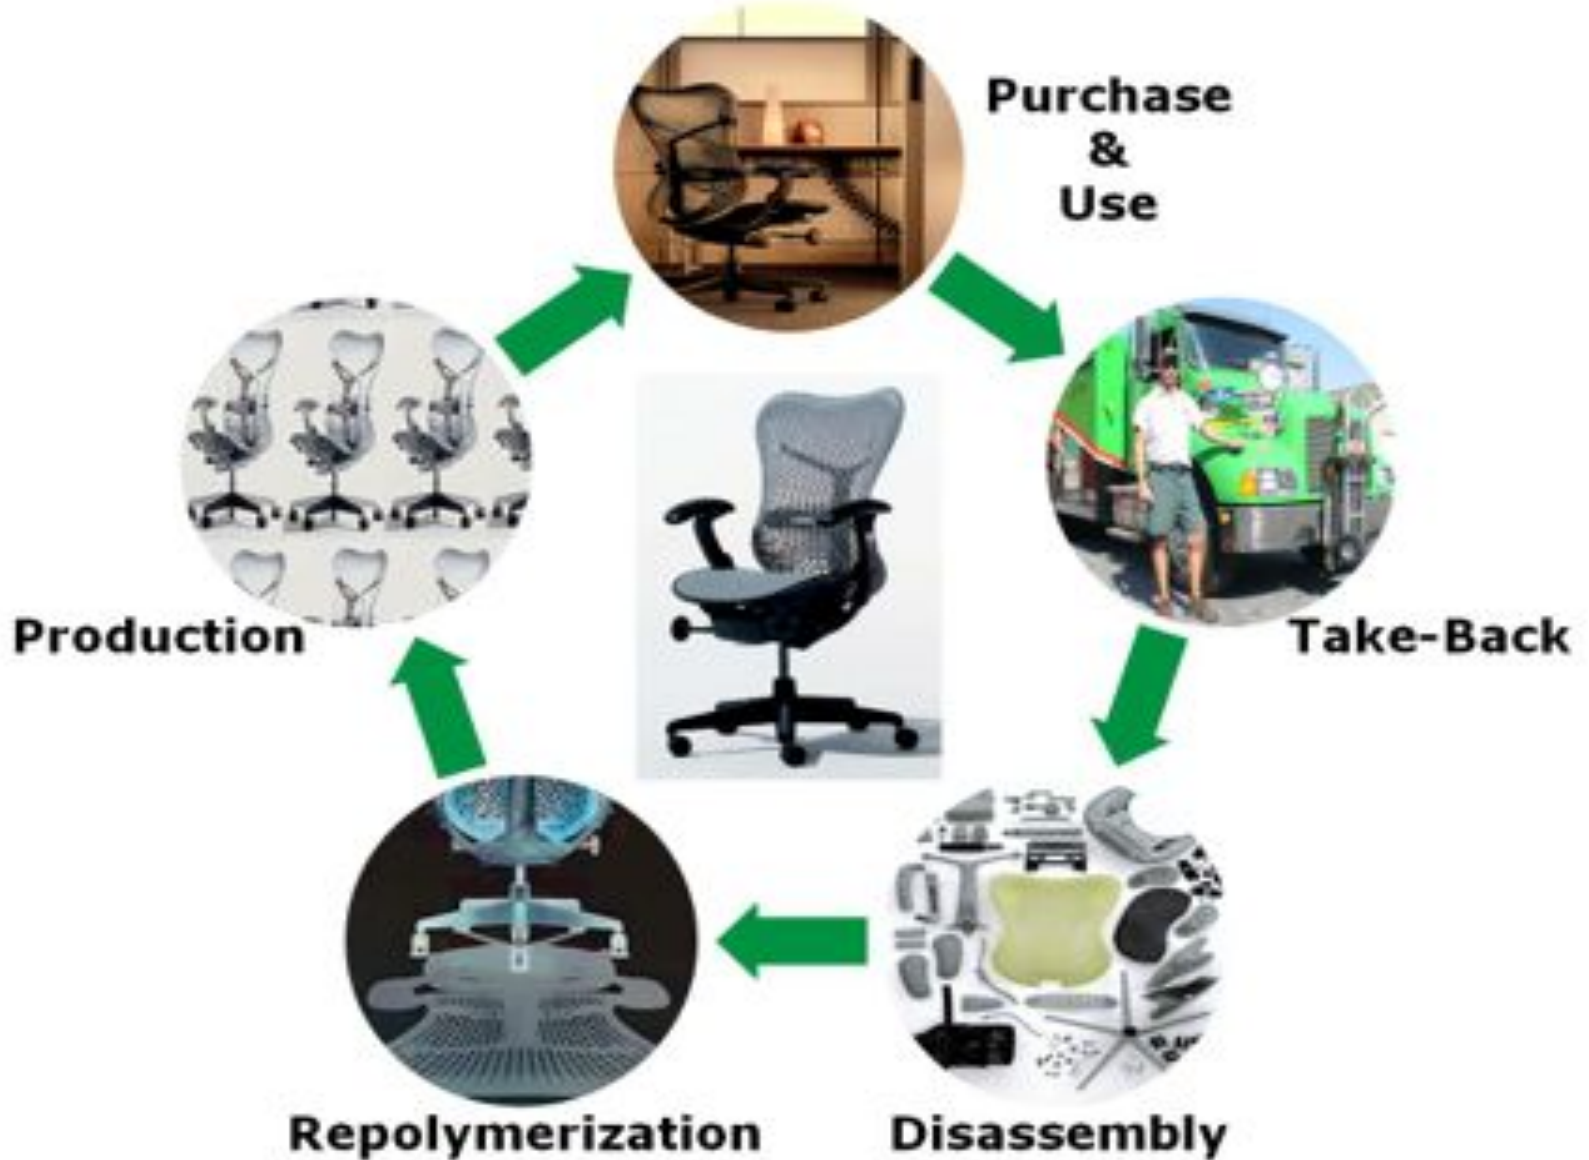 Purchase
&
Use
Take-Back
Disassembly
Repolymerization
Production